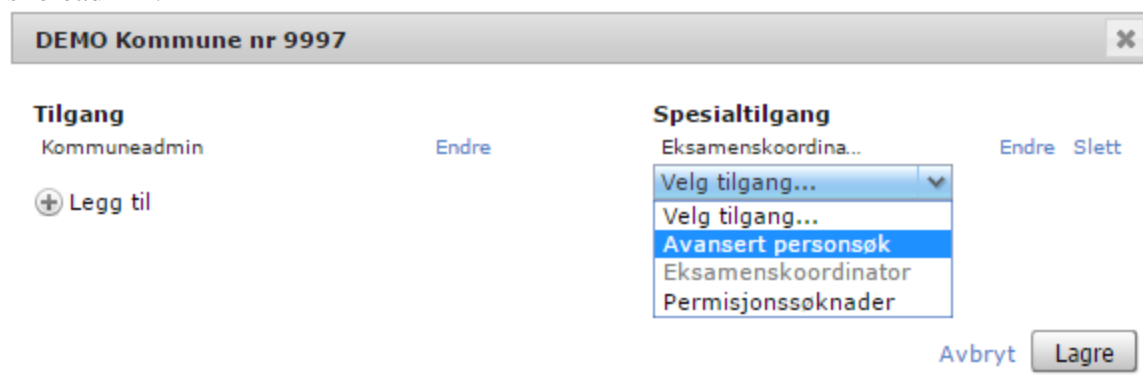 DEMO Kommune nr 9997
Tilgang
Kommuneadmin Endre
Legg til
Spesialtilgang
Eksamenskoordina... Endre Slett
Velg tilgang...
Velg tilgang...
Avansert personsøk
Eksamenskoordinator
Permisjonssøknader
Avbryt Lagre